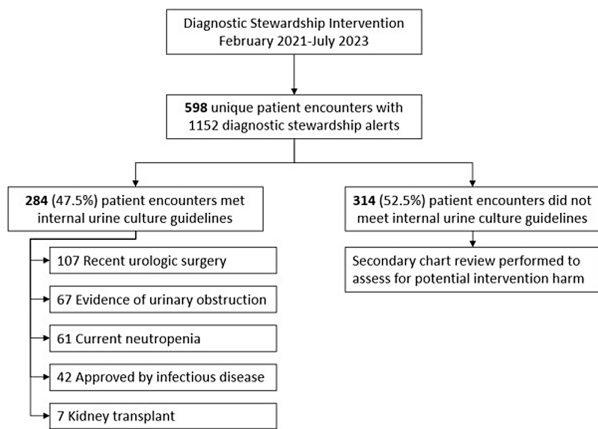 Diagnostic Stewardship Intervention
February 2021-July 2023
598 unique patient encounters with
1152 diagnostic stewardship alerts
284 (47.5%) patient encounters met
internal urine culture guidelines
314 (52.5%) patient encounters did not
meet internal urine culture guidelines
107 Recent urologic surgery
67 Evidence of urinary obstruction
61 Current neutropenia
42 Approved by infectious disease
7 Kidney transplant
Secondary chart review performed to
assess for potential intervention harm